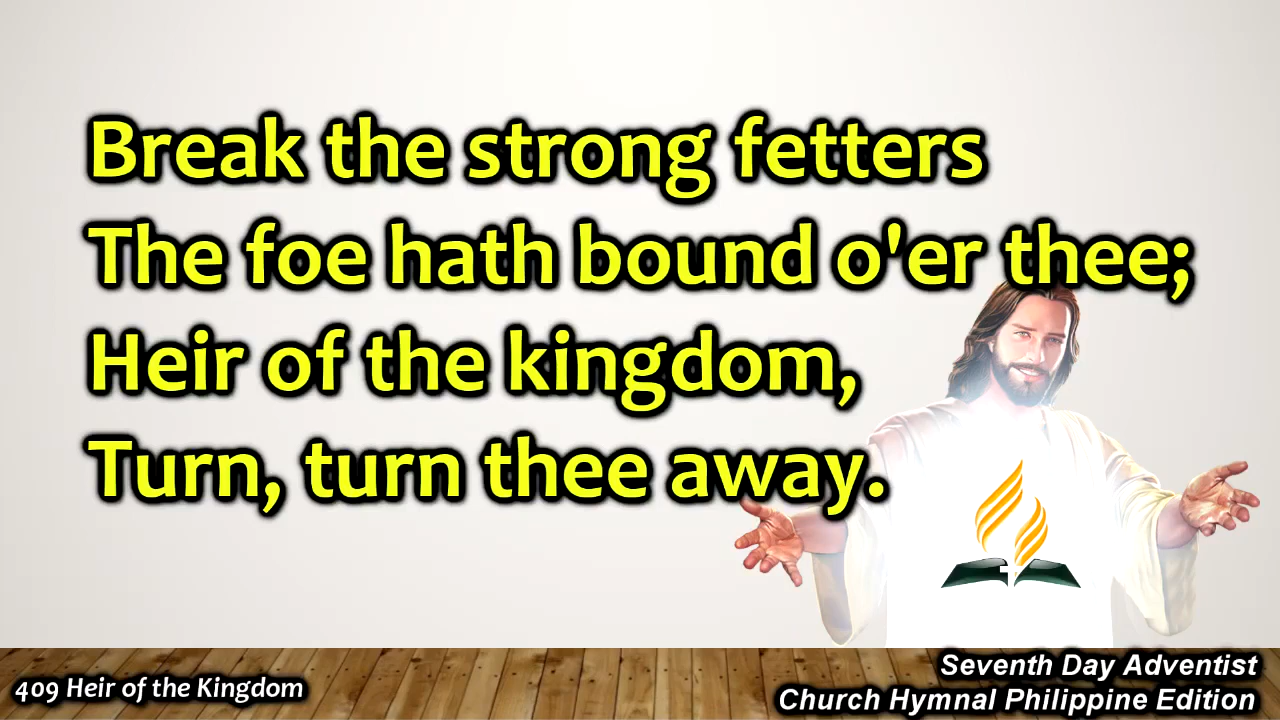 Break the strong fetters
The foe hath bound o'er thee;
Heir of the kingdom,
Turn, turn thee away.
409 Heir of the Kingdom
Seventh Day Adventist
Church Hymnal Philippine Edition